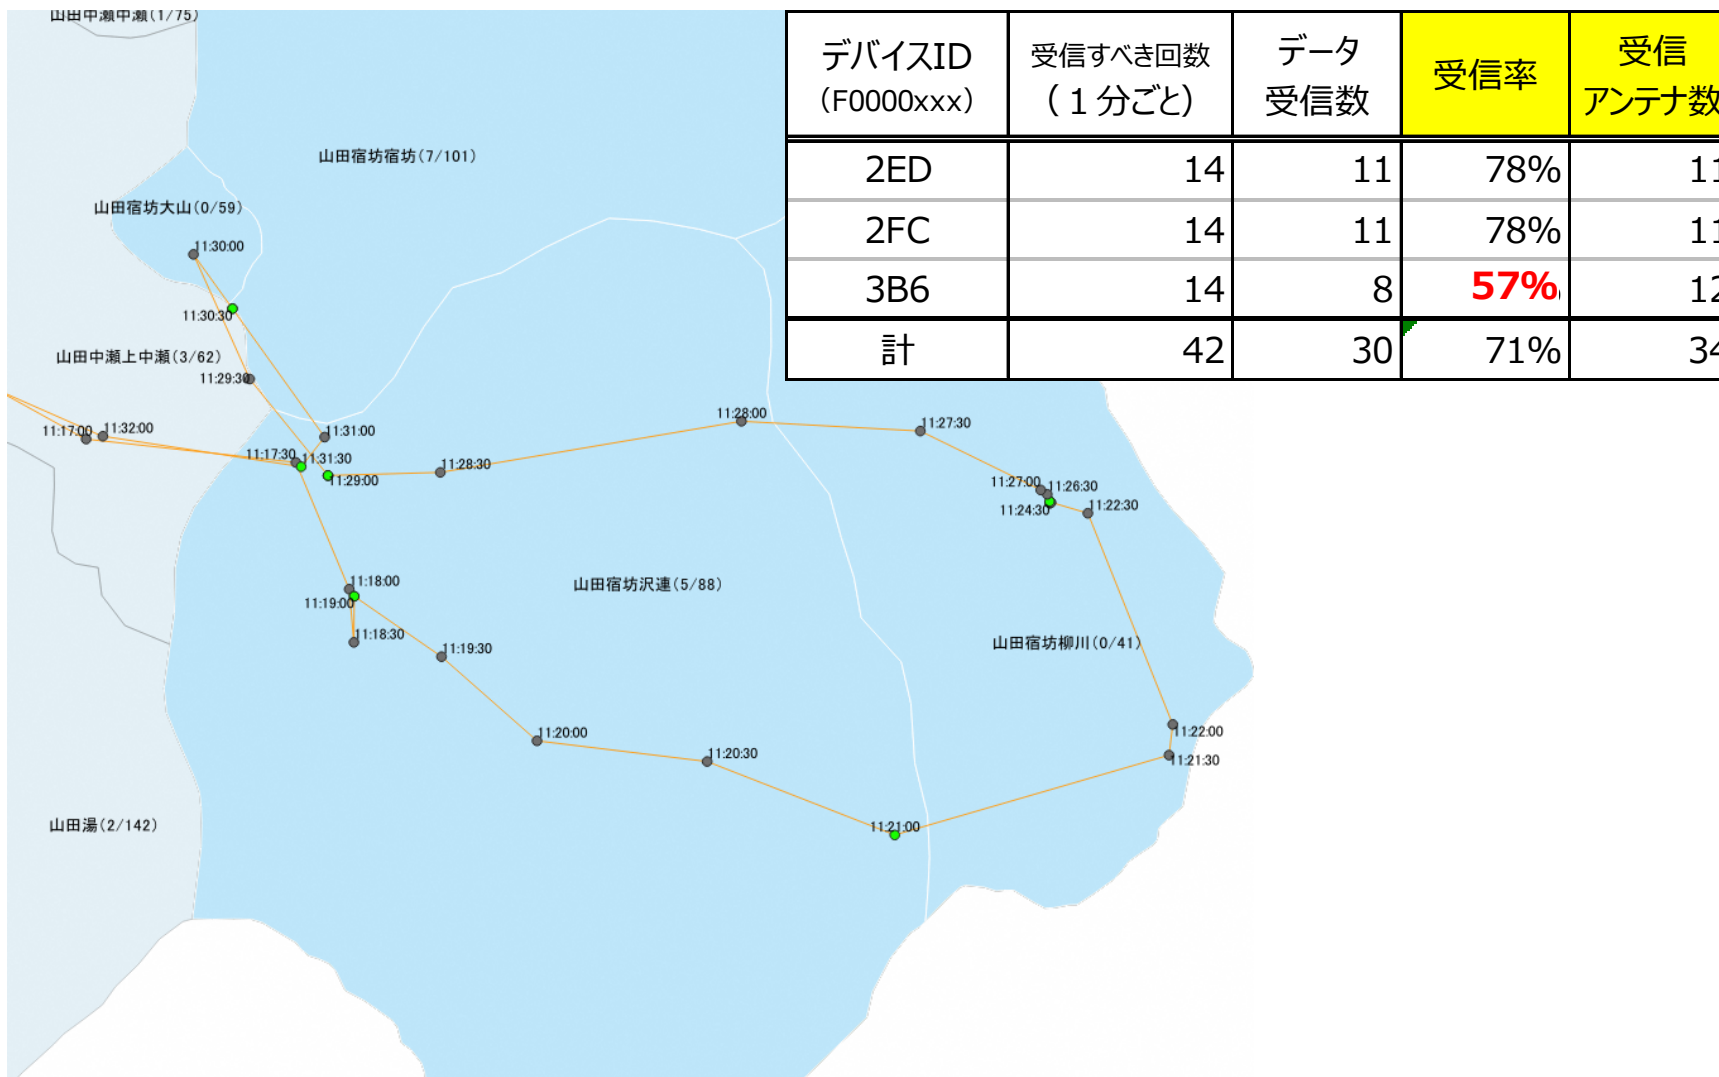 山田中瀬中瀬(1/75)
デバイスID
(F0000xxx)
受信すべき回数
(1分ごと)
データ
受信数
受信率
受信
アンテナ数
2ED 14 11 78% 11
2FC 14 11 78% 11
3B6 14 8 57% 12
計 42 30 71% 34
山田宿坊宿坊(7/101)
山田宿坊大山(0/59)
11:30:00
11:30:30
山田中瀬上中瀬(3/62)
11:29:30
11:28:00
11:27:30
11:17:00
11:32:00
11:31:00
11:17:30
11:31:30
11:28:30
11:29:00
11:27:00
11:26:30
11:24:30
11:22:30
11:18:00
山田宿坊沢連(5/88)
11:19:00
11:18:30
11:19:30
山田宿坊柳川(0/41)
11:20:00
11:22:00
11:20:30
11:21:30
山田湯(2/142)
11:21:00